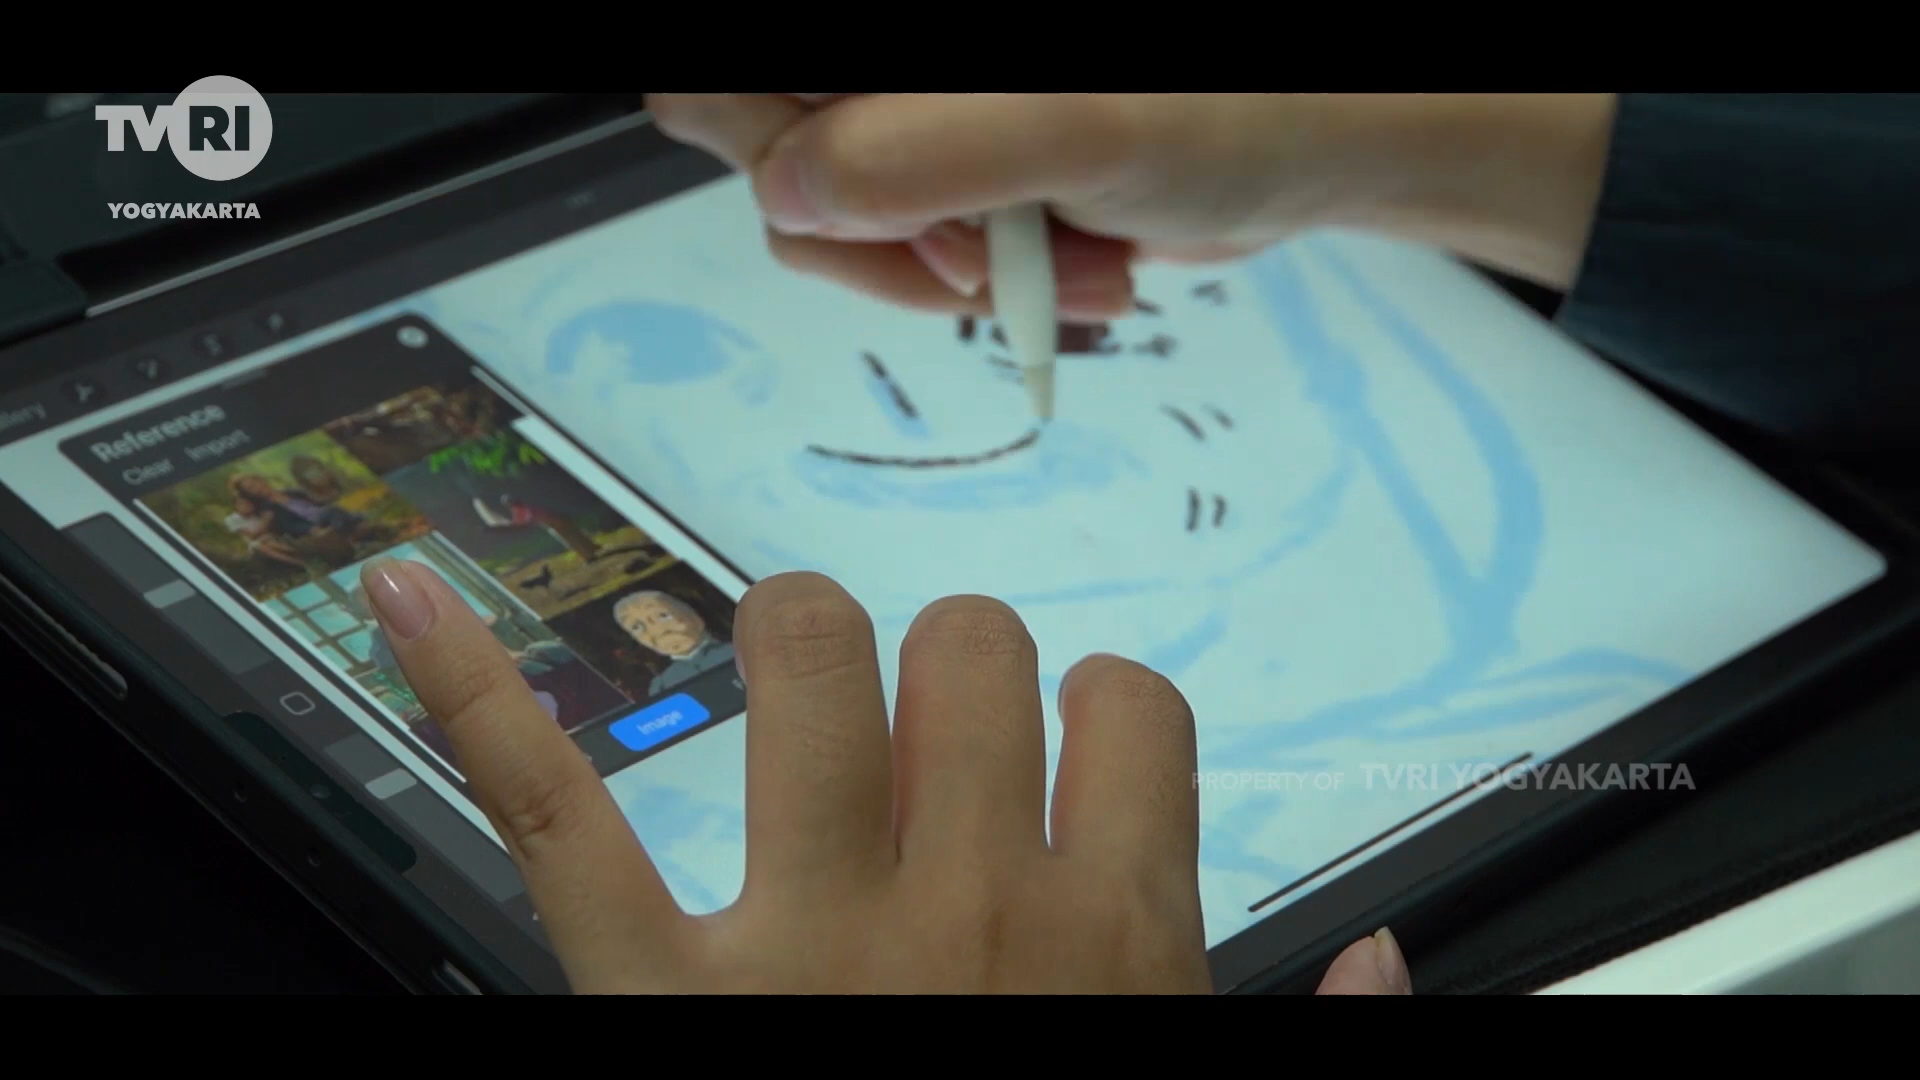 TVRI
YOGYAKARTA
Reference
Clear Import
Image
PROPERTY OF TVRI YOGYAKARTA